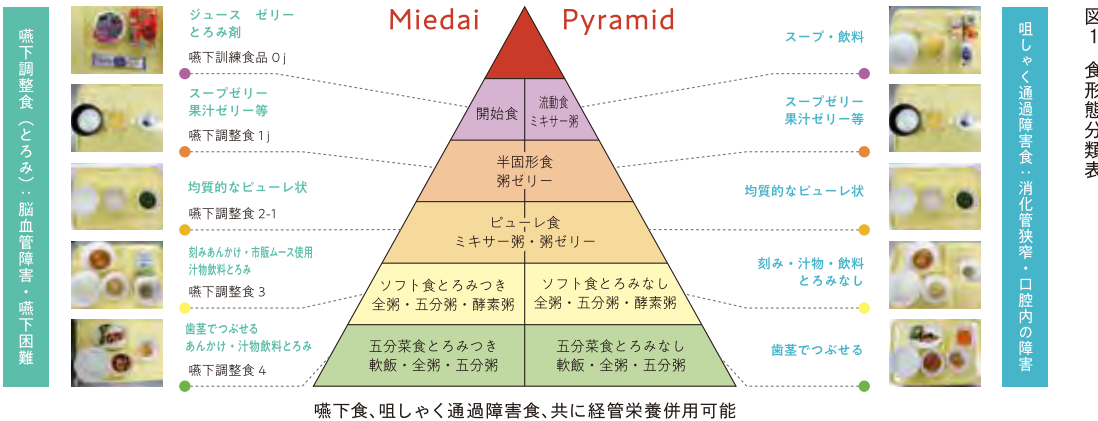 図1 食形態分類表
Miedai Pyramid
嚥下調整食（とろみ）：脳血管障害・嚥下困難
ジュース ゼリー
とろみ剤
嚥下訓練食品 0 j
スープゼリー
果汁ゼリー等
嚥下調整食 1 j
均質的なピューレ状
嚥下調整食 2-1
刻みあんかけ・市販ムース使用
汁物飲料とろみ
嚥下調整食 3
歯茎でつぶせる
あんかけ・汁物飲料とろみ
嚥下調整食 4
開始食
流動食
ミキサー粥
半固形食
粥ゼリー
ピューレ食
ミキサー粥・粥ゼリー
ソフト食とろみつき
全粥・五分粥・酵素粥
ソフト食とろみなし
全粥・五分粥・酵素粥
五分菜食とろみつき
軟飯・全粥・五分粥
五分菜食とろみなし
軟飯・全粥・五分粥
スープ・飲料
スープゼリー
果汁ゼリー等
均質的なピューレ状
刻み・汁物・飲料
とろみなし
歯茎でつぶせる
咀しゃく通過障害食：消化管狭窄・口腔内の障害
嚥下食、咀しゃく通過障害食、共に経管栄養併用可能